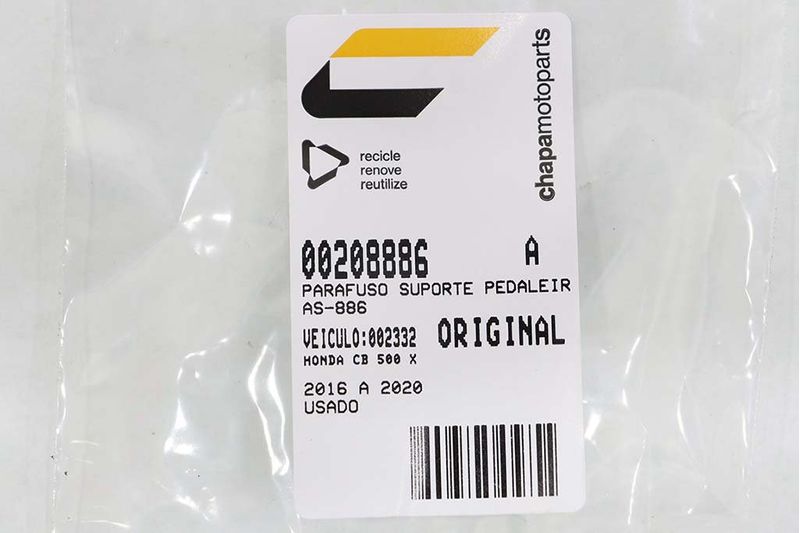 chapamotoparts
recicle
renove
reutilize
00208886 A
PARAFUSO SUPORTE PEDALEIR
AS-886
VEICULO:002332 ORIGINAL
HONDA CB 500 X
2016 A 2020
USADO